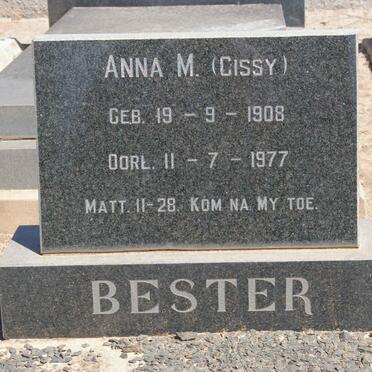 ANNA M. (CISSY)
GEB. 19 - 9 - 1908
OORL. 11 - 7 - 1977
MATT. 11-28. KOM NA MY TOE.
BESTER